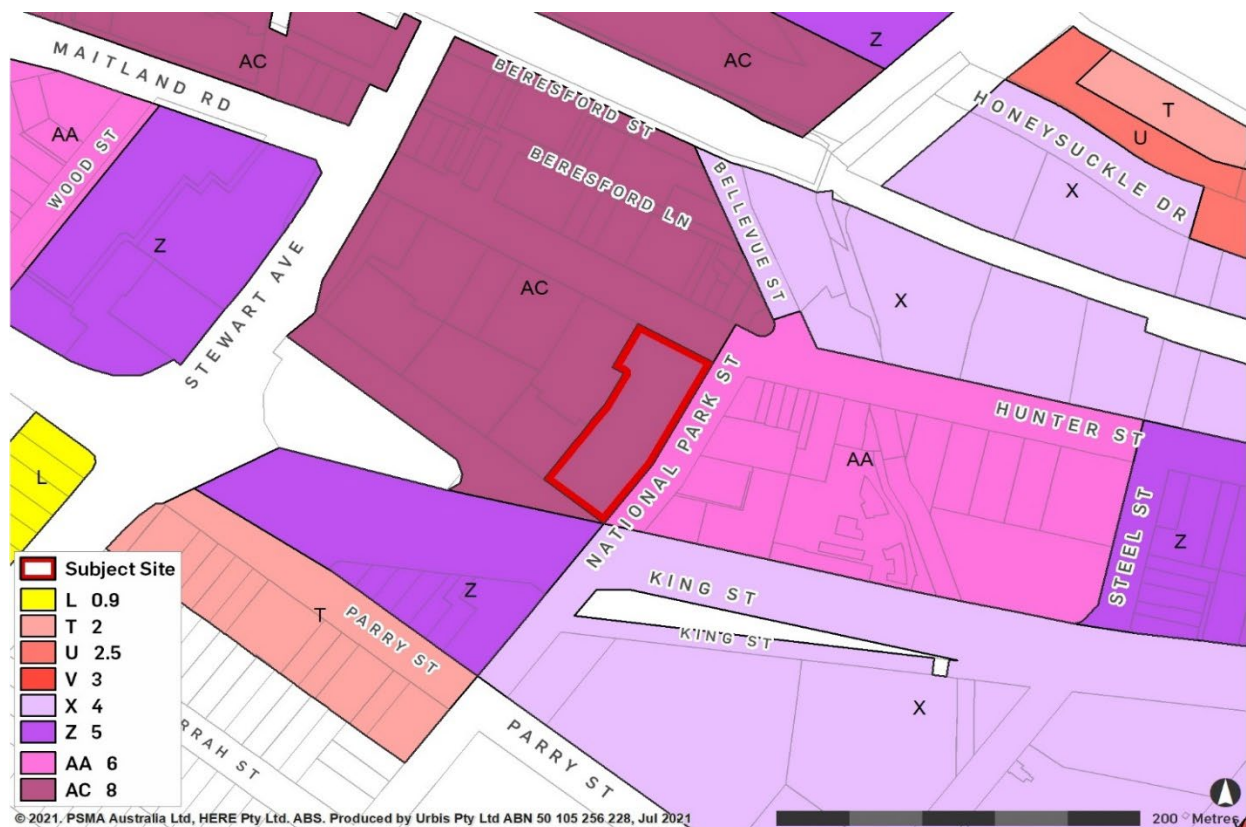 MAITLAND RD
AC
BERESFORD ST
AC
Z
HONEYSUCKLE DR
T
U
AA
WOOD ST
BERESFORD LN
BELLEVUE ST
X
Z
STEWART AVE
AC
X
NATIONAL PARK ST
HUNTER ST
AA
STEEL ST
Z
L
KING ST
KING ST
Z
T
PARRY ST
X
RRAH ST
PARRY ST
Subject Site
L 0.9
T 2
U 2.5
V 3
X 4
Z 5
AA 6
AC 8
© 2021. PSMA Australia Ltd, HERE Pty Ltd. ABS. Produced by Urbis Pty Ltd ABN 50 105 256 228, Jul 2021
200 Metres